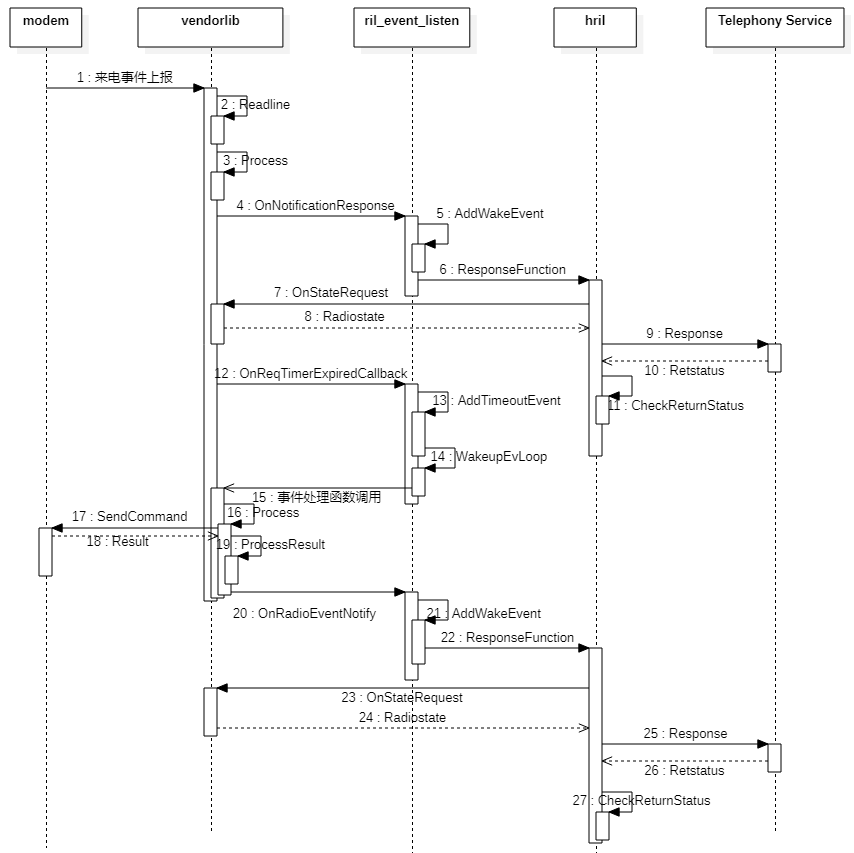 modem
vendorlib
ril_event_listen
hril
Telephony Service
1 : 来电事件上报
2 : Readline
3 : Process
4 : OnNotificationResponse
5 : AddWakeEvent
6 : ResponseFunction
7 : OnStateRequest
8 : Radiostate
9 : Response
10 : Retstatus
11 : CheckReturnStatus
12 : OnReqTimerExpiredCallback
13 : AddTimeoutEvent
14 : WakeupEvLoop
15 : 事件处理函数调用
16 : Process
17 : SendCommand
18 : Result
19 : ProcessResult
20 : OnRadioEventNotify
21 : AddWakeEvent
22 : ResponseFunction
23 : OnStateRequest
24 : Radiostate
25 : Response
26 : Retstatus
27 : CheckReturnStatus